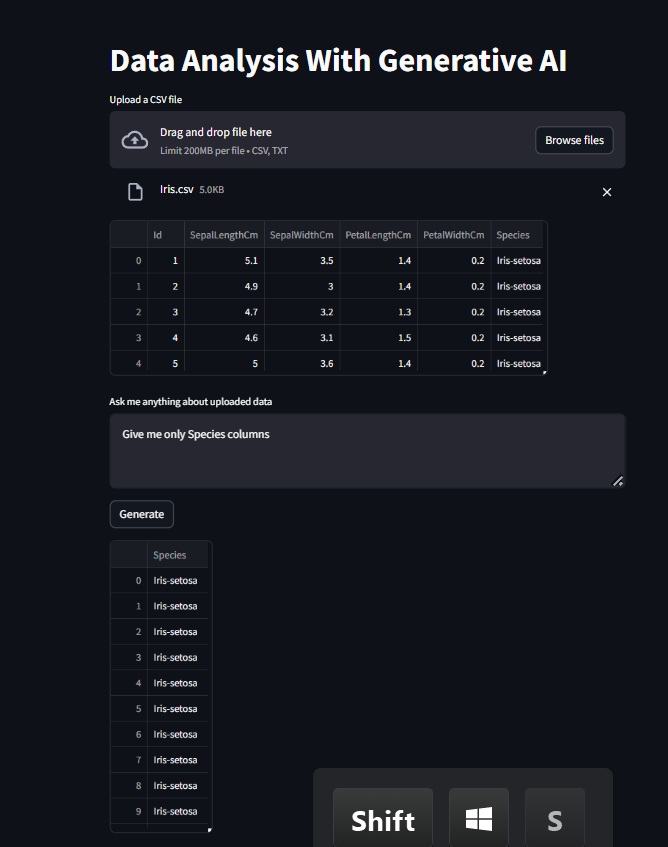 Data Analysis With Generative AI
Upload a CSV file
Drag and drop file here
Limit 200MB per file • CSV, TXT
Browse files
Iris.csv 5.0KB
Id SepalLengthCm SepalWidthCm PetalLengthCm PetalWidthCm Species
0 1 5.1 3.5 1.4 0.2 Iris-setosa
1 2 4.9 3 1.4 0.2 Iris-setosa
2 3 4.7 3.2 1.3 0.2 Iris-setosa
3 4 4.6 3.1 1.5 0.2 Iris-setosa
4 5 5 3.6 1.4 0.2 Iris-setosa
Ask me anything about uploaded data
Give me only Species columns
Generate
Species
0 Iris-setosa
1 Iris-setosa
2 Iris-setosa
3 Iris-setosa
4 Iris-setosa
5 Iris-setosa
6 Iris-setosa
7 Iris-setosa
8 Iris-setosa
9 Iris-setosa
Shift S